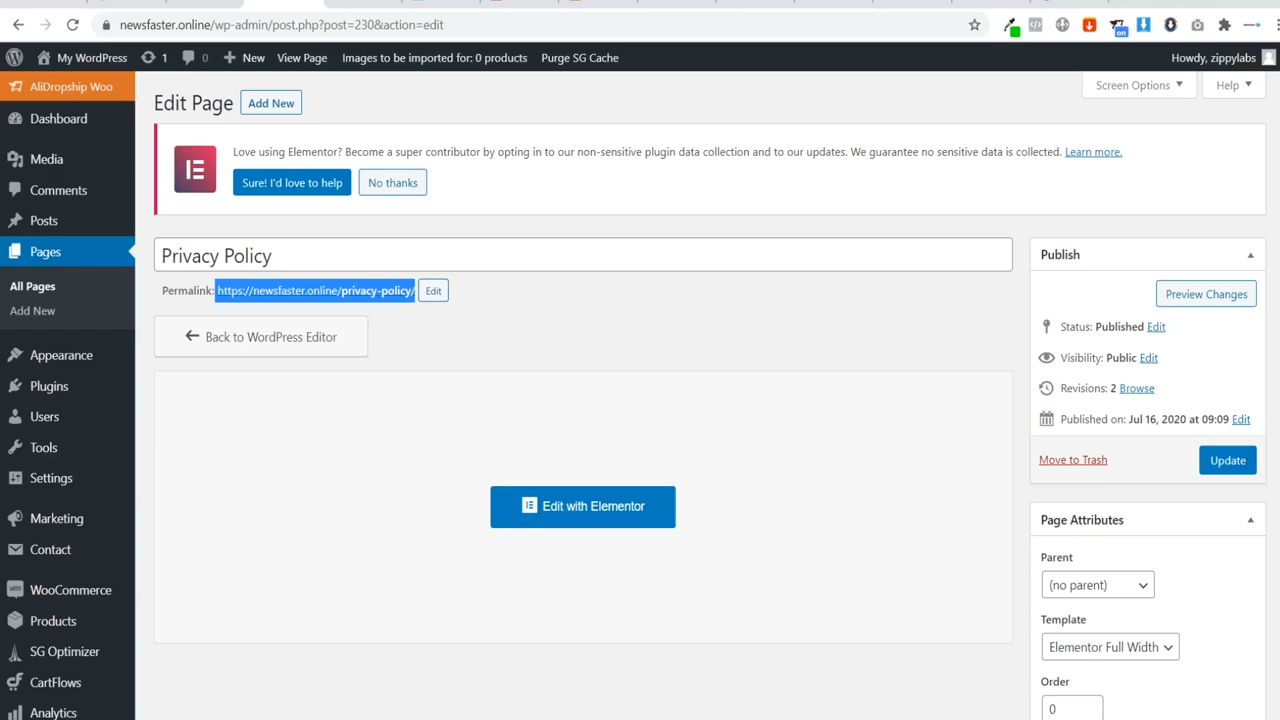 newsfaster.online/wp-admin/post.php?post=230&action=edit
on
My WordPress 1 0 New View Page Images to be imported for: 0 products Purge SG Cache Howdy, zippylabs
AliDropship Woo
Dashboard
Media
Comments
Posts
Pages
All Pages
Add New
Appearance
Plugins
Users
Tools
Settings
Marketing
Contact
WooCommerce
Products
SG Optimizer
CartFlows
Analytics
Screen Options Help
Edit Page Add New
Love using Elementor? Become a super contributor by opting in to our non-sensitive plugin data collection and to our updates. We guarantee no sensitive data is collected. Learn more.
Sure! I'd love to help No thanks
Privacy Policy
Permalink: https://newsfaster.online/privacy-policy/ Edit
Back to WordPress Editor
Edit with Elementor
Publish
Preview Changes
Status: Published Edit
Visibility: Public Edit
Revisions: 2 Browse
Published on: Jul 16, 2020 at 09:09 Edit
Move to Trash Update
Page Attributes
Parent
(no parent)
Template
Elementor Full Width
Order
0